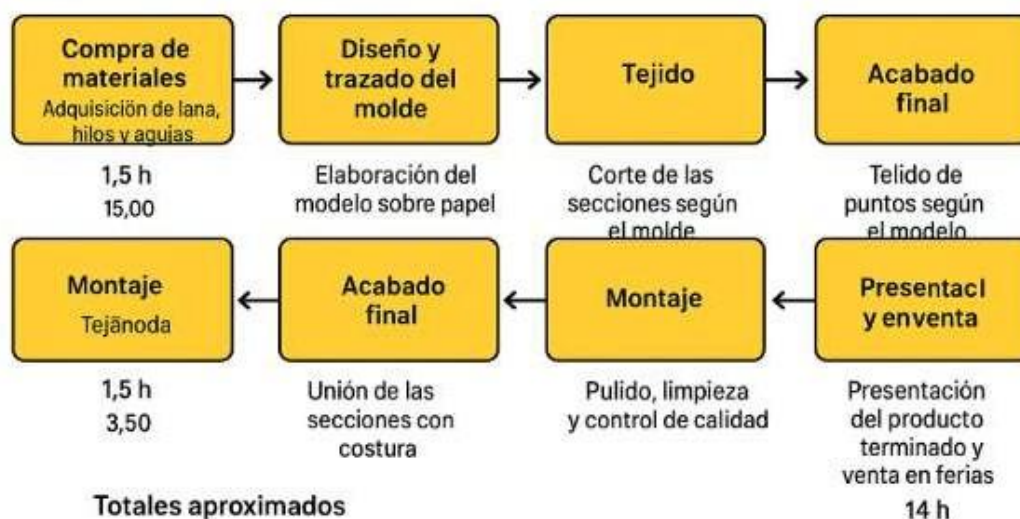 Compra de
materiales
Adquisición de lana,
hilos y agujas
1,5 h
15,00
Diseño y
trazado del
molde
Elaboración del
modelo sobre papel
Tejido
Corte de las
secciones según
el molde
Acabado
final
Telido de
puntos según
el modelo
Montaje
Tejānoda
1,5 h
3,50
Acabado
final
Unión de las
secciones con
costura
Montaje
Pulido, limpieza
y control de calidad
Presentacl
y enventa
Presentación
del producto
terminado y
venta en ferias
14 h
Totales aproximados